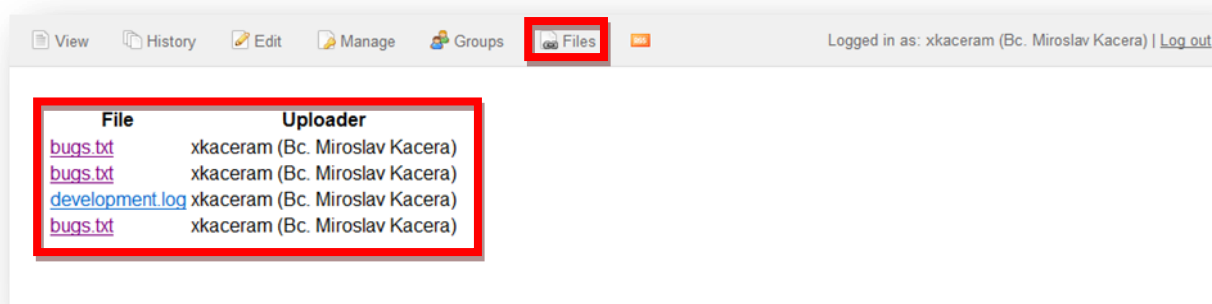 View History Edit Manage Groups Files RSS Logged in as: xkaceram (Bc. Miroslav Kacera) | Log out
File Uploader
bugs.txt xkaceram (Bc. Miroslav Kacera)
bugs.txt xkaceram (Bc. Miroslav Kacera)
development.log xkaceram (Bc. Miroslav Kacera)
bugs.txt xkaceram (Bc. Miroslav Kacera)